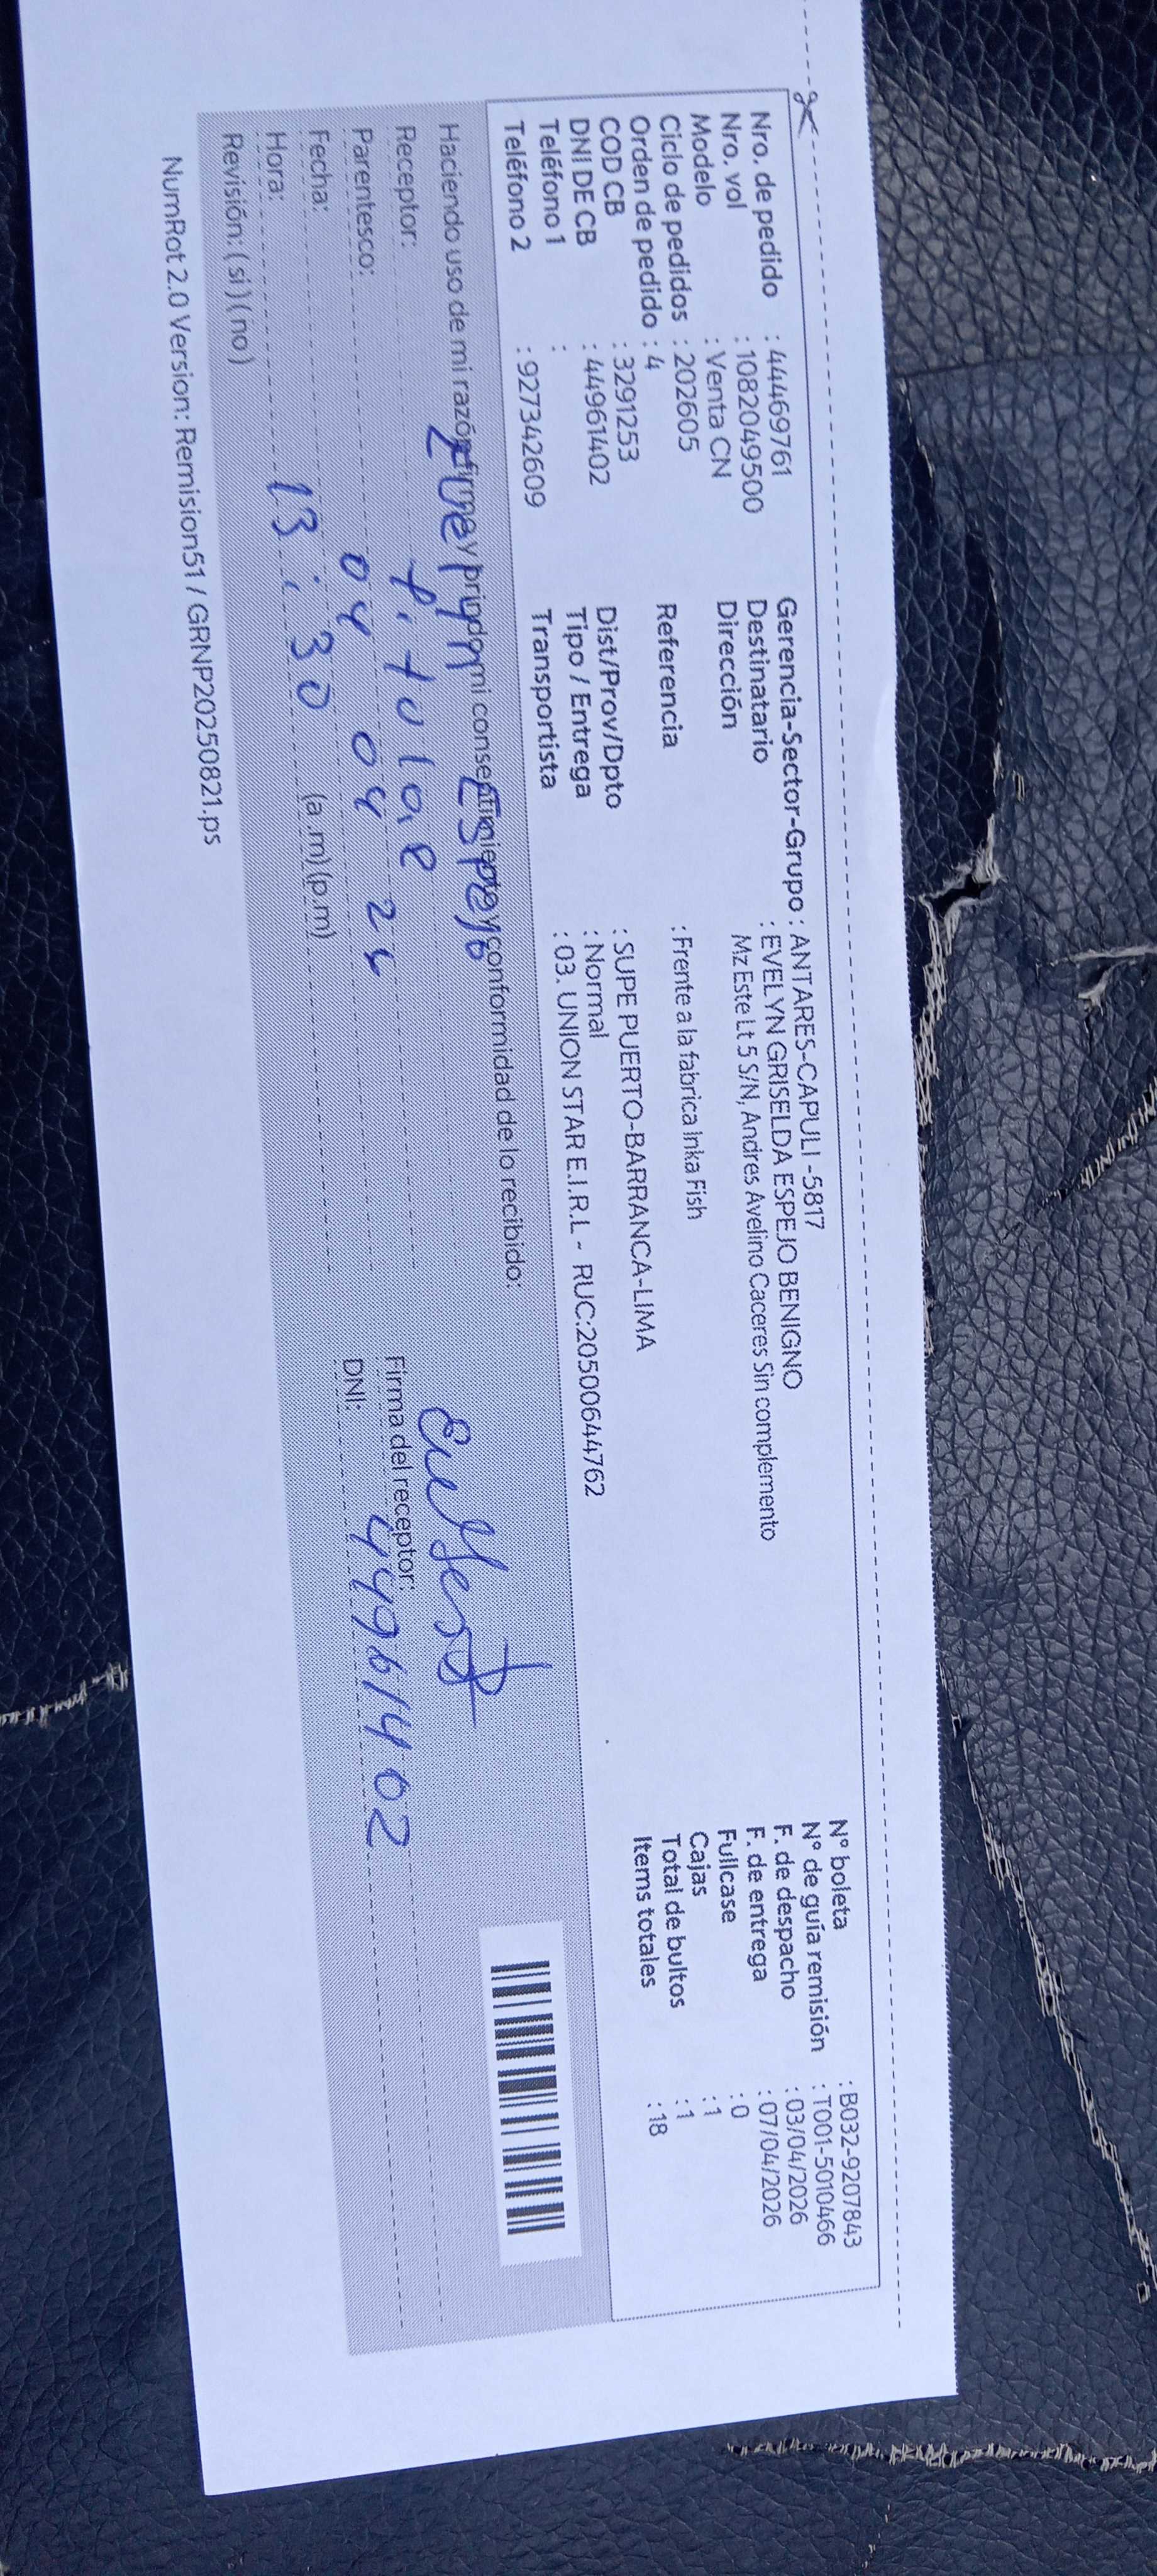 Nro. de pedido : 44469761
Nro. vol : 1082049500
Modelo : Venta CN
Ciclo de pedidos : 202605
Orden de pedido : 4
COD CB : 3291253
DNI DE CB : 44961402
Teléfono 1 :
Teléfono 2 : 927342609
Gerencia-Sector-Grupo : ANTARES-CAPULI -5817
Destinatario : EVELYN GRISELDA ESPEJO BENIGNO
Dirección Mz Este Lt 5 S/N, Andres Avelino Caceres Sin complemento
Referencia : Frente a la fabrica Inka Fish
Dist/Prov/Dpto : SUPE PUERTO-BARRANCA-LIMA
Tipo / Entrega : Normal
Transportista : 03. UNION STAR E.I.R.L - RUC:20500644762
N° boleta : B032-9207843
N° de guía remisión : T001-5010466
F. de despacho : 03/04/2026
F. de entrega : 07/04/2026
Fullcase : 0
Cajas : 1
Total de bultos : 1
Items totales : 18
Haciendo uso de mi razón firme y brindo mi consentimiento y conformidad de lo recibido:
Receptor: Espejo
Parentesco: titular
Fecha: 04 04 26
Hora: 13:30 (a.m) (p.m)
Revisión: ( si ) ( no )
Firma del receptor:
DNI: 44961402
NumRot 2.0 Version: Remision51 / GRNP20250821.ps